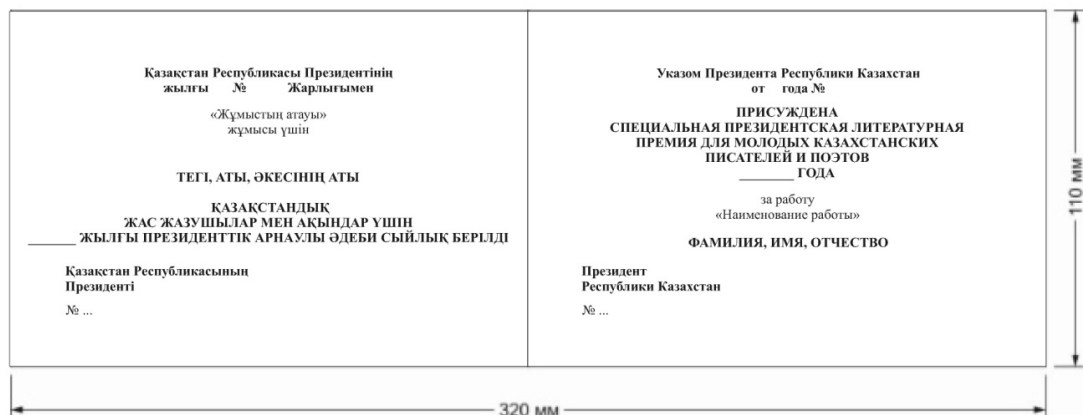 Қазақстан Республикасы Президентінің
жылғы № Жарлығымен
«Жұмыстың атауы»
жұмысы үшін
ТЕГІ, АТЫ, ӘКЕСІНІҢ АТЫ
ҚАЗАҚСТАНДЫҚ
ЖАС ЖАЗУШЫЛАР МЕН АҚЫНДАР ҮШІН
_______ ЖЫЛҒЫ ПРЕЗИДЕНТТІК АРНАУЛЫ ӘДЕБИ СЫЙЛЫҚ БЕРІЛДІ
Қазақстан Республикасының
Президенті
№ ...
Указом Президента Республики Казахстан
от года №
ПРИСУЖДЕНА
СПЕЦИАЛЬНАЯ ПРЕЗИДЕНТСКАЯ ЛИТЕРАТУРНАЯ
ПРЕМИЯ ДЛЯ МОЛОДЫХ КАЗАХСТАНСКИХ
ПИСАТЕЛЕЙ И ПОЭТОВ
________ ГОДА
за работу
«Наименование работы»
ФАМИЛИЯ, ИМЯ, ОТЧЕСТВО
Президент
Республики Казахстан
№ ...
110 мм
320 мм